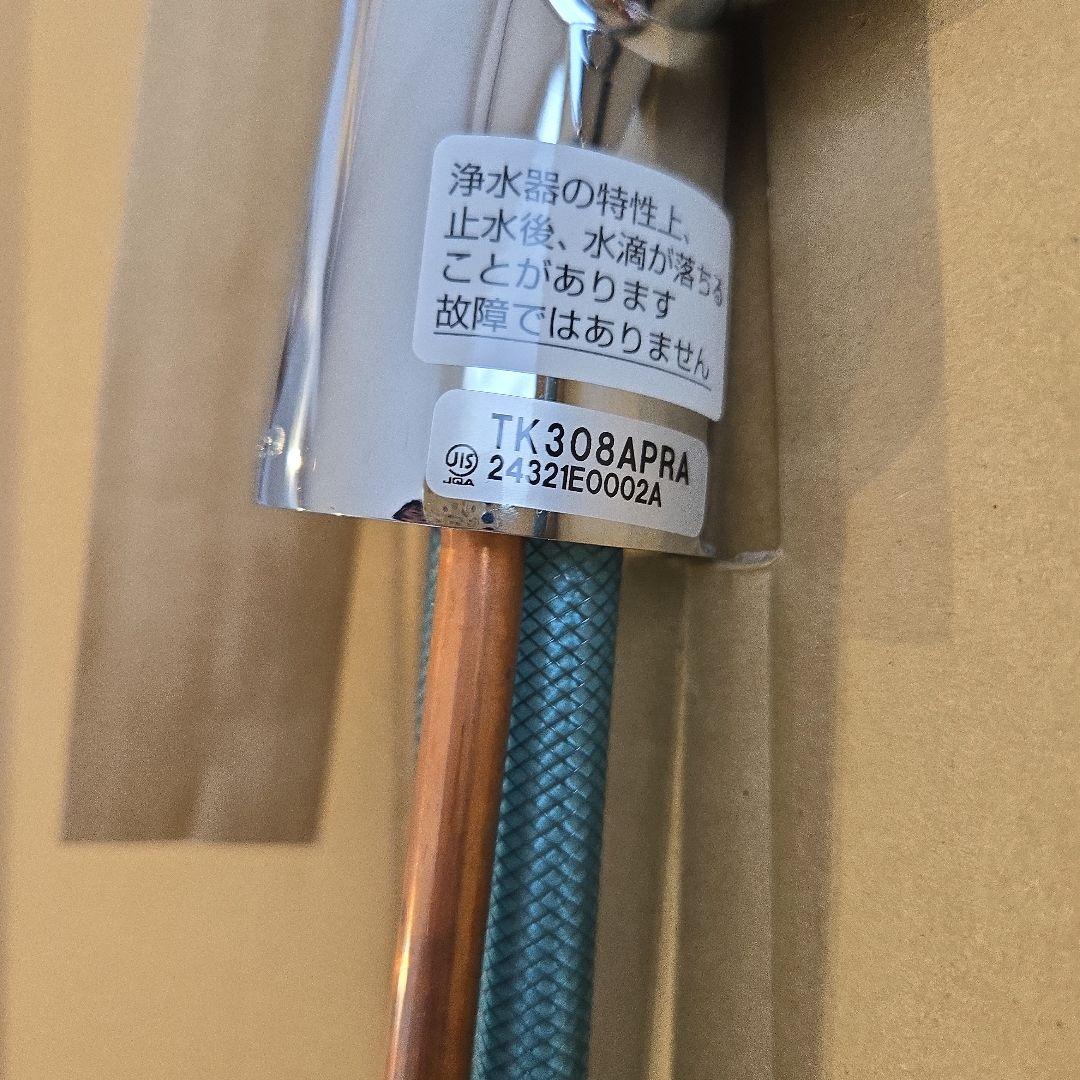 浄水器の特性上、
止水後、水滴が落ちる
ことがあります
故障ではありません
TK308APRA
JIS
JQA
24321E0002A